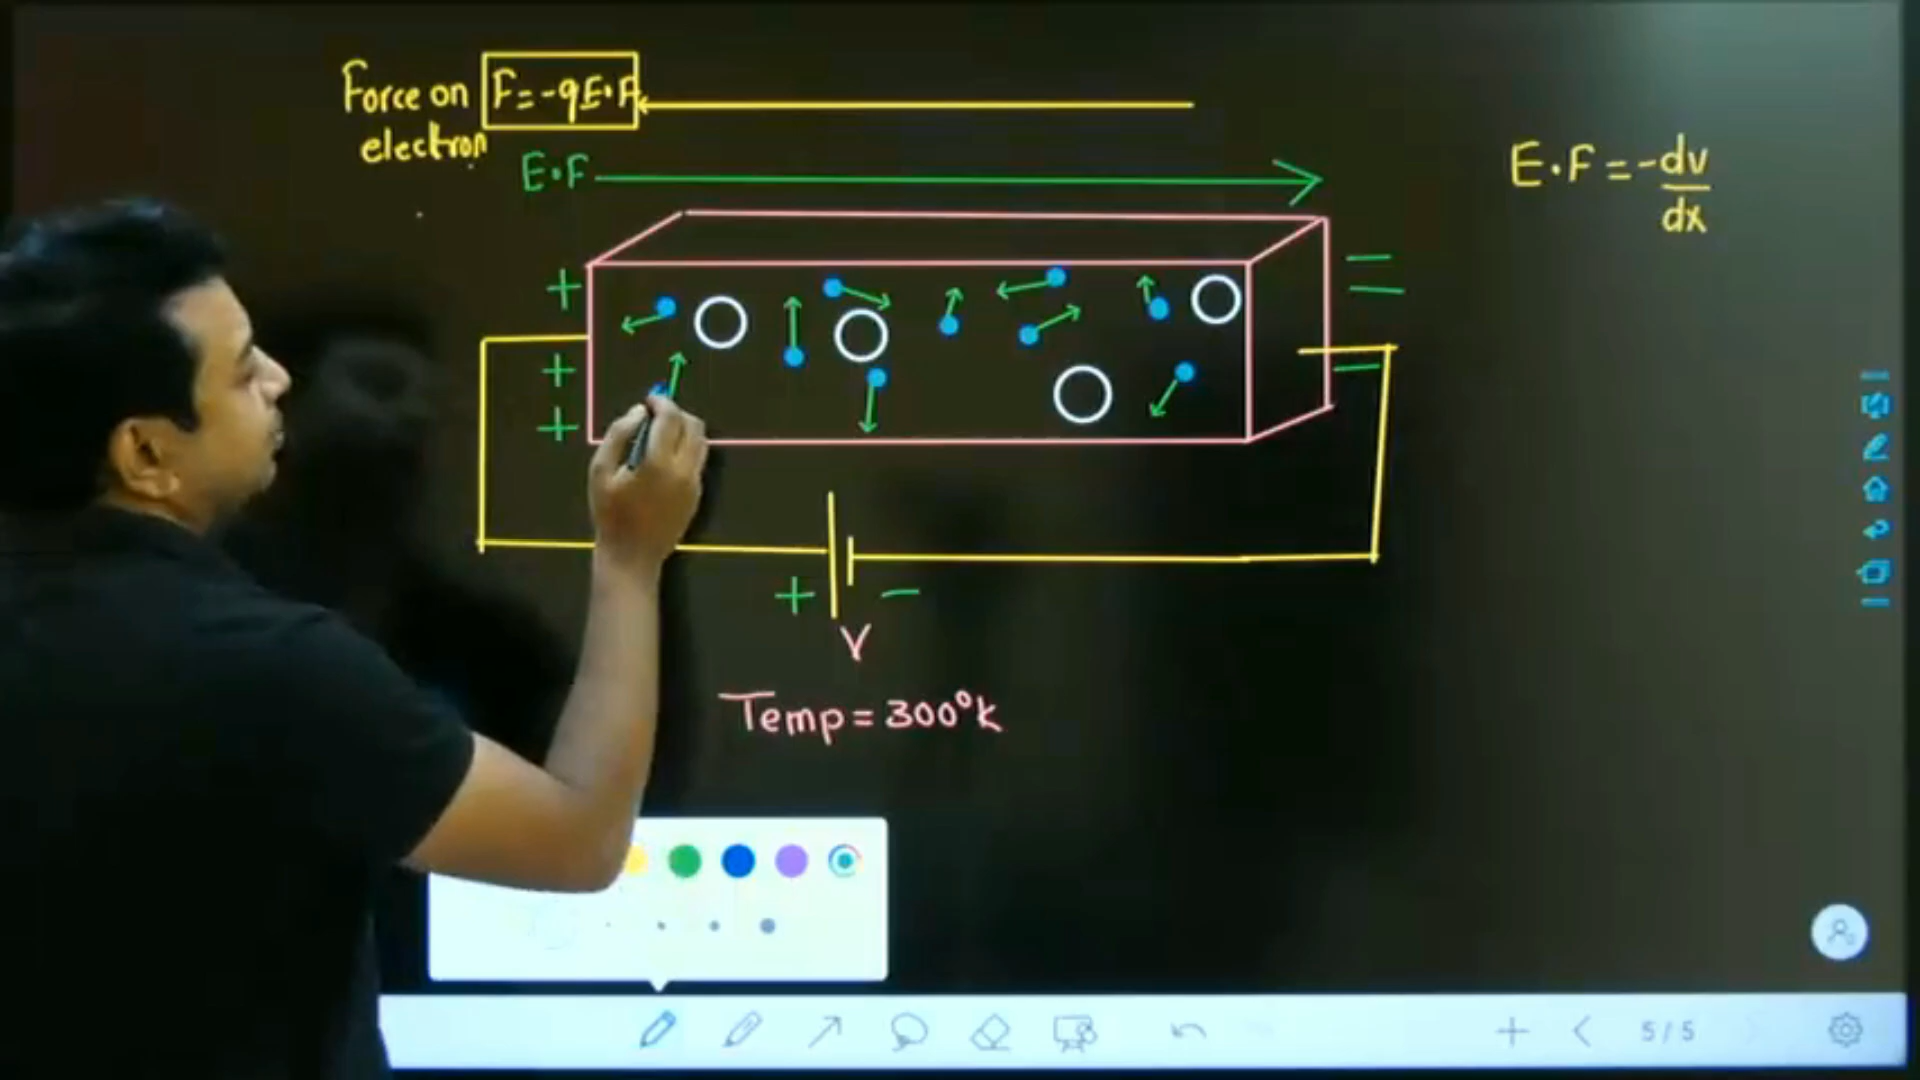 Force on F=-qE.F
electron
E.F
E.F = -dv
dx
+ =
+ -
+
+ -
V
Temp = 300°k
5/5